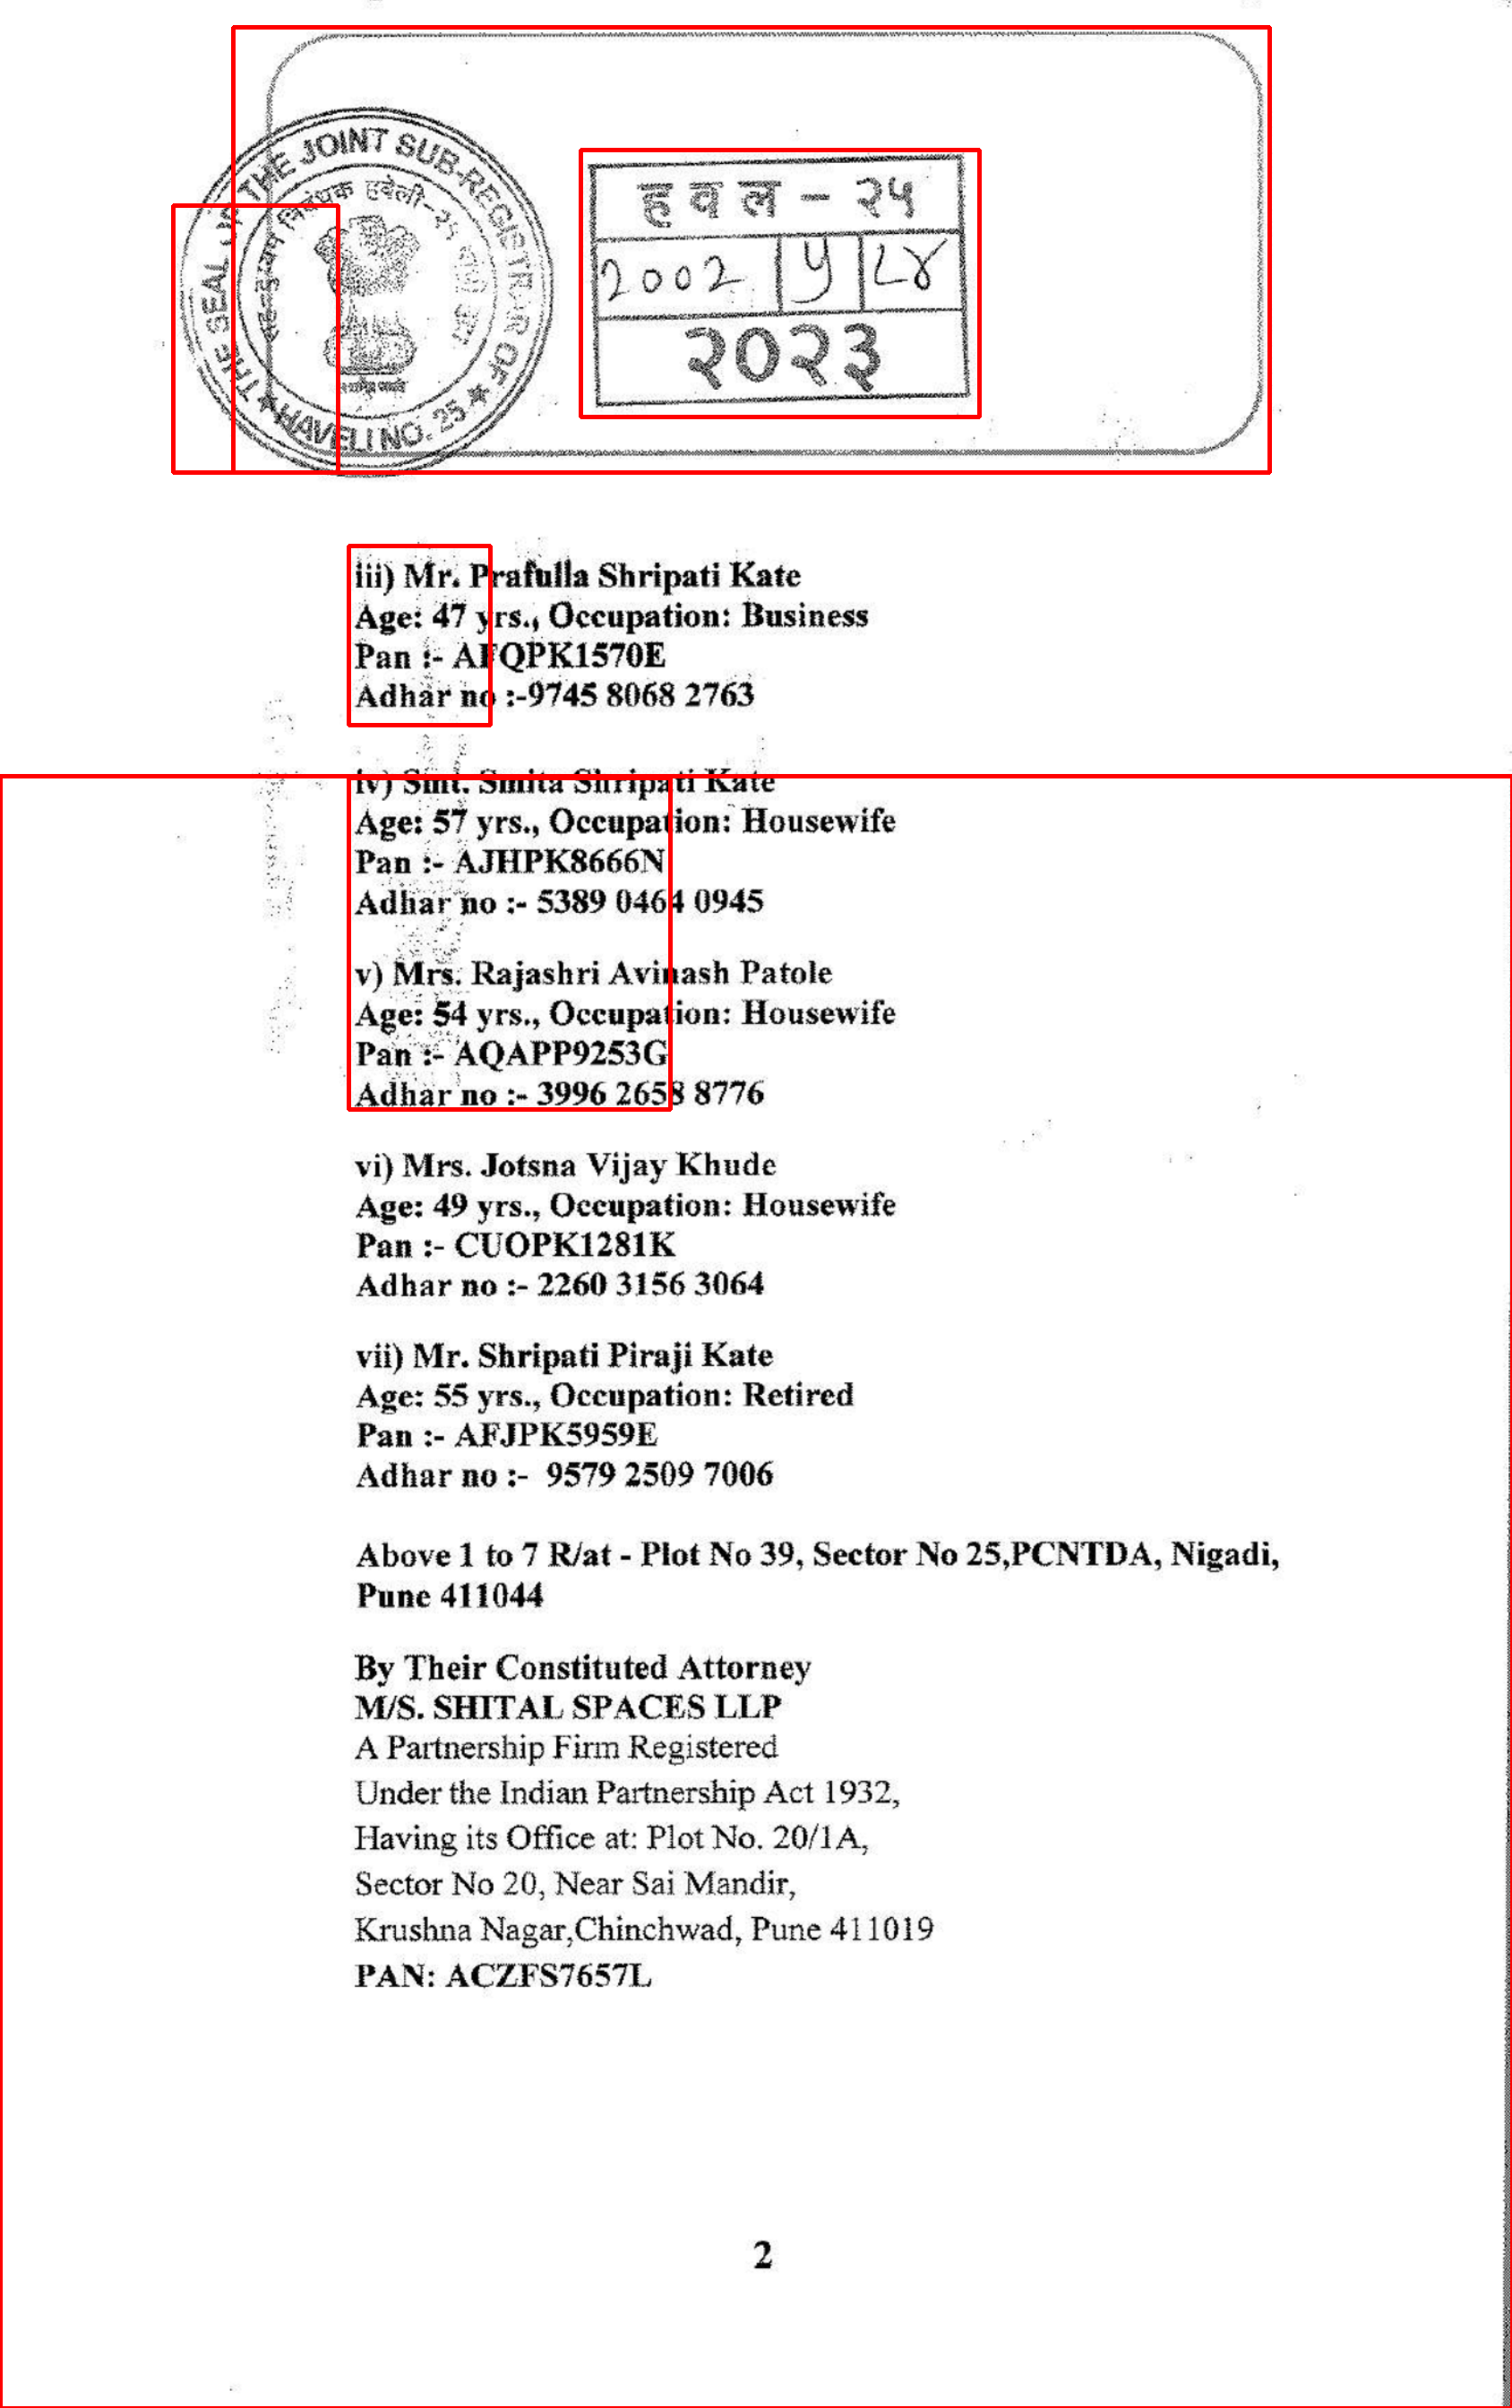 THE SEAL OF THE JOINT SUB-REGISTRAR OF
★ HAVELI NO. 25 ★
निबंधक हवेली-२५
हवल - २५
2002 | ५ | ८४
२०२३
iii) Mr. Prafulla Shripati Kate
Age: 47 yrs., Occupation: Business
Pan :- AFQPK1570E
Adhar no :-9745 8068 2763
iv) Smt. Smita Shripati Kate
Age: 57 yrs., Occupation: Housewife
Pan :- AJHPK8666N
Adhar no :- 5389 0464 0945
v) Mrs. Rajashri Avinash Patole
Age: 54 yrs., Occupation: Housewife
Pan :- AQAPP9253G
Adhar no :- 3996 2658 8776
vi) Mrs. Jotsna Vijay Khude
Age: 49 yrs., Occupation: Housewife
Pan :- CUOPK1281K
Adhar no :- 2260 3156 3064
vii) Mr. Shripati Piraji Kate
Age: 55 yrs., Occupation: Retired
Pan :- AFJPK5959E
Adhar no :- 9579 2509 7006
Above 1 to 7 R/at - Plot No 39, Sector No 25,PCNTDA, Nigadi,
Pune 411044
By Their Constituted Attorney
M/S. SHITAL SPACES LLP
A Partnership Firm Registered
Under the Indian Partnership Act 1932,
Having its Office at: Plot No. 20/1A,
Sector No 20, Near Sai Mandir,
Krushna Nagar,Chinchwad, Pune 411019
PAN: ACZFS7657L
2